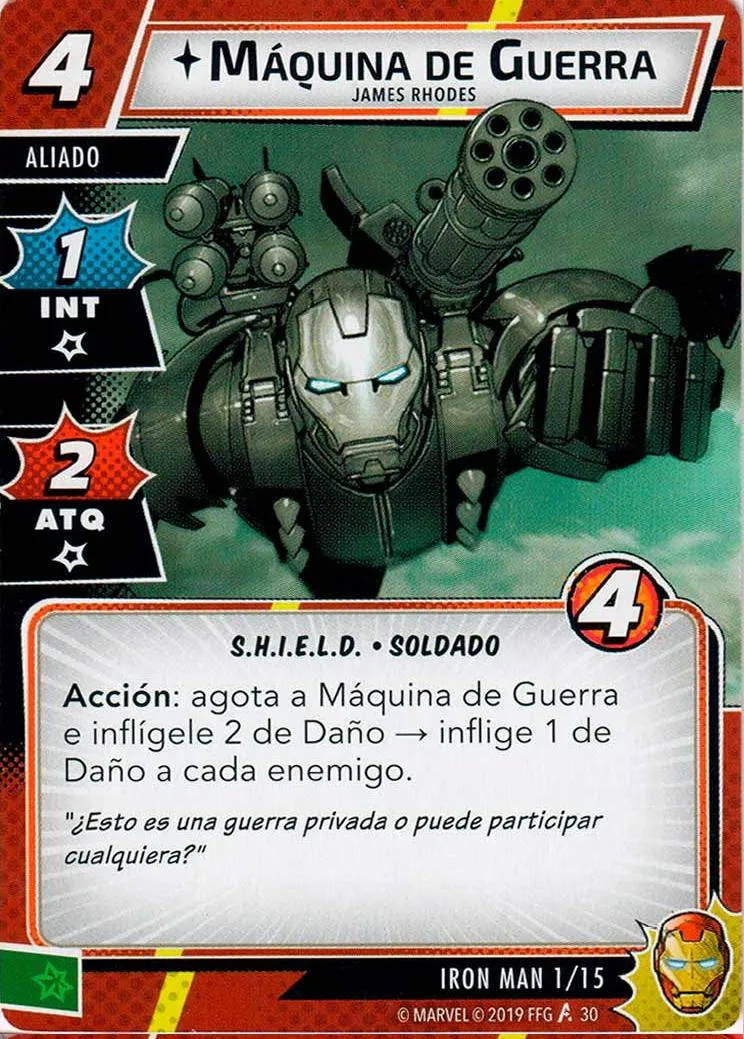 4
MÁQUINA DE GUERRA
JAMES RHODES
ALIADO
1
INT
2
ATQ
4
S.H.I.E.L.D. • SOLDADO
Acción: agota a Máquina de Guerra
e inflígele 2 de Daño → inflige 1 de
Daño a cada enemigo.
"¿Esto es una guerra privada o puede participar
cualquiera?"
IRON MAN 1/15
© MARVEL © 2019 FFG 30